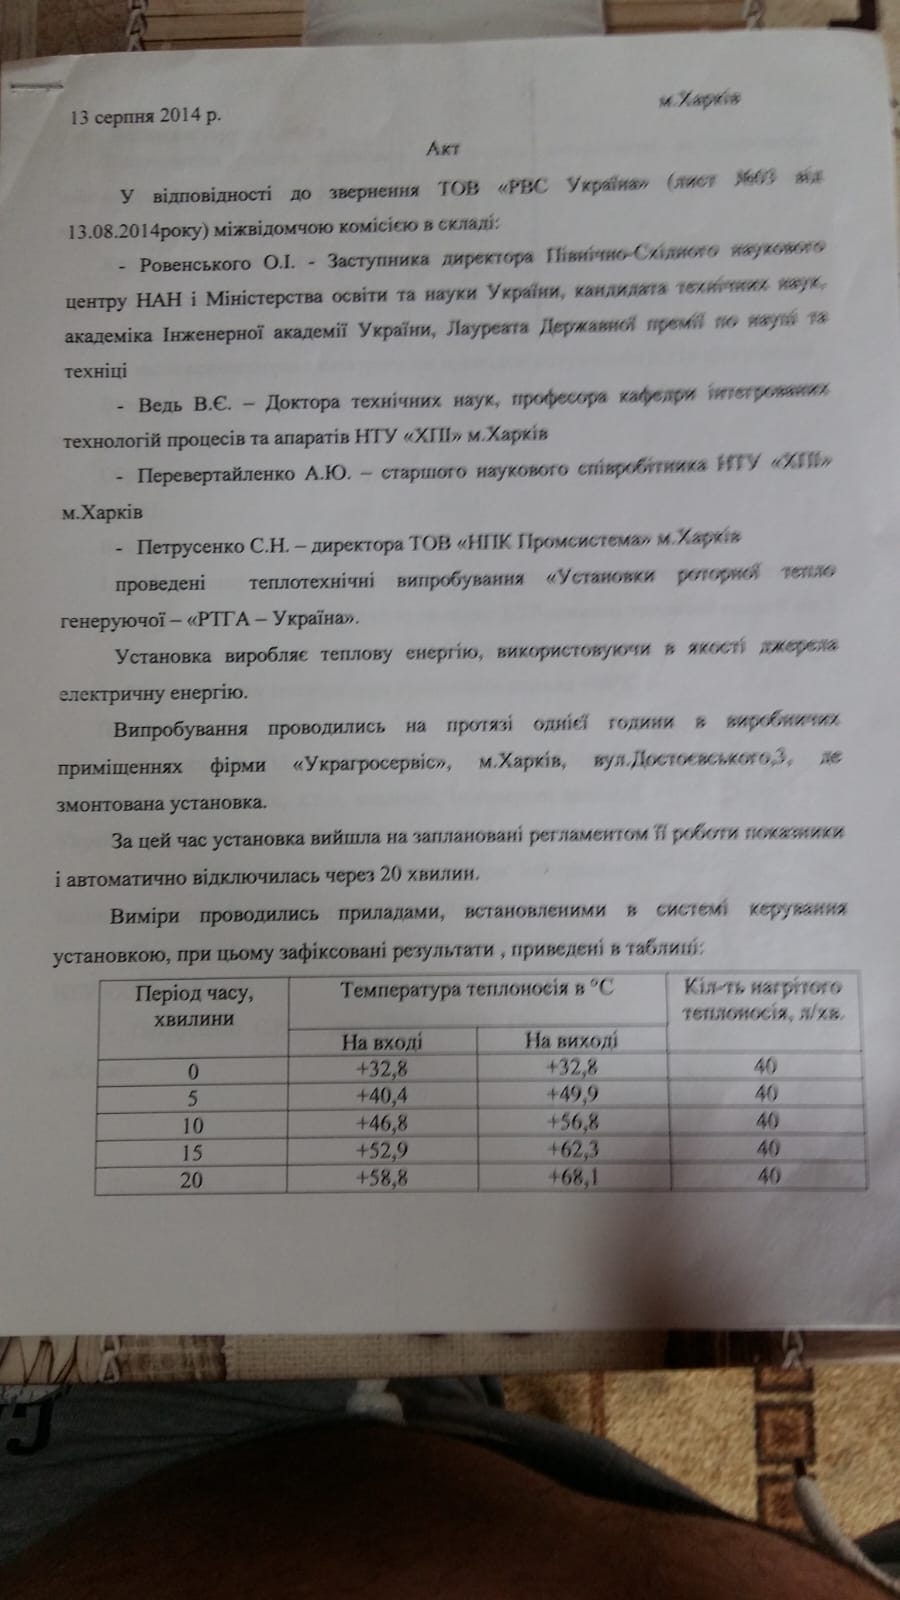 13 серпня 2014 р.
м.Харків
Акт
У відповідності до звернення ТОВ «РВС Україна» (лист №03 від
13.08.2014року) міжвідомчою комісією в складі:
- Ровенського О.І. - Заступника директора Північно-Східного наукового
центру НАН і Міністерства освіти та науки України, кандидата технічних наук,
академіка Інженерної академії України, Лауреата Державної премії по науці та
техніці
- Ведь В.Є. – Доктора технічних наук, професора кафедри інтегрованих
технологій процесів та апаратів НТУ «ХПІ» м.Харків
- Перевертайленко А.Ю. – старшого наукового співробітника НТУ «ХПІ»
м.Харків
- Петрусенко С.Н. – директора ТОВ «НПК Промсистема» м.Харків
проведені теплотехнічні випробування «Установки роторної тепло
генеруючої – «РТГА – Україна».
Установка виробляє теплову енергію, використовуючи в якості джерела
електричну енергію.
Випробування проводились на протязі однієї години в виробничих
приміщеннях фірми «Украгросервіс», м.Харків, вул.Достоєвського,3, де
змонтована установка.
За цей час установка вийшла на заплановані регламентом її роботи показники
і автоматично відключилась через 20 хвилин.
Виміри проводились приладами, встановленими в системі керування
установкою, при цьому зафіксовані результати , приведені в таблиці:
Період часу, хвилини Температура теплоносія в °С Кіл-ть нагрітого теплоносія, л/хв.
На вході На виході
0 +32,8 +32,8 40
5 +40,4 +49,9 40
10 +46,8 +56,8 40
15 +52,9 +62,3 40
20 +58,8 +68,1 40